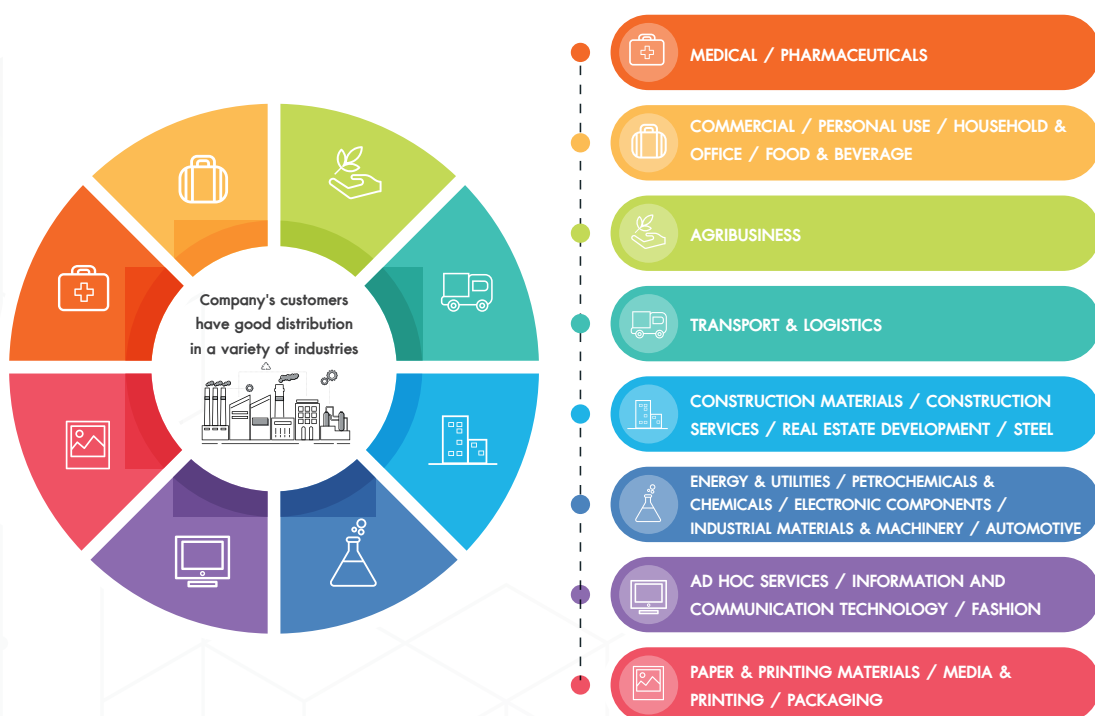 Company's customers
have good distribution
in a variety of industries
MEDICAL / PHARMACEUTICALS
COMMERCIAL / PERSONAL USE / HOUSEHOLD &
OFFICE / FOOD & BEVERAGE
AGRIBUSINESS
TRANSPORT & LOGISTICS
CONSTRUCTION MATERIALS / CONSTRUCTION
SERVICES / REAL ESTATE DEVELOPMENT / STEEL
ENERGY & UTILITIES / PETROCHEMICALS &
CHEMICALS / ELECTRONIC COMPONENTS /
INDUSTRIAL MATERIALS & MACHINERY / AUTOMOTIVE
AD HOC SERVICES / INFORMATION AND
COMMUNICATION TECHNOLOGY / FASHION
PAPER & PRINTING MATERIALS / MEDIA &
PRINTING / PACKAGING